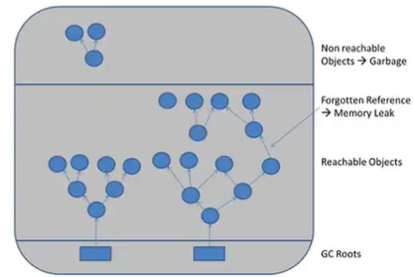 Non reachable
Objects → Garbage
Forgotten Reference
→ Memory Leak
Reachable Objects
GC Roots